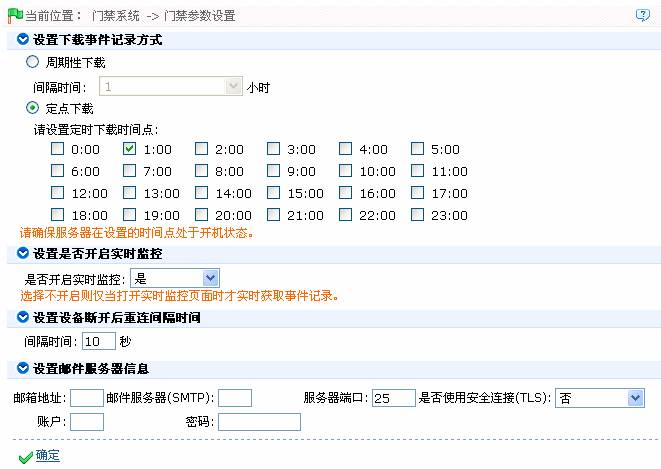 当前位置： 门禁系统 -> 门禁参数设置
设置下载事件记录方式
周期性下载
间隔时间： 1 小时
定点下载
请设置定时下载时间点：
0:00 1:00 2:00 3:00 4:00 5:00
6:00 7:00 8:00 9:00 10:00 11:00
12:00 13:00 14:00 15:00 16:00 17:00
18:00 19:00 20:00 21:00 22:00 23:00
请确保服务器在设置的时间点处于开机状态。
设置是否开启实时监控
是否开启实时监控: 是
选择不开启则仅当打开实时监控页面时才实时获取事件记录。
设置设备断开后重连间隔时间
间隔时间: 10 秒
设置邮件服务器信息
邮箱地址: 邮件服务器(SMTP): 服务器端口: 25 是否使用安全连接(TLS): 否
账户: 密码:
确定